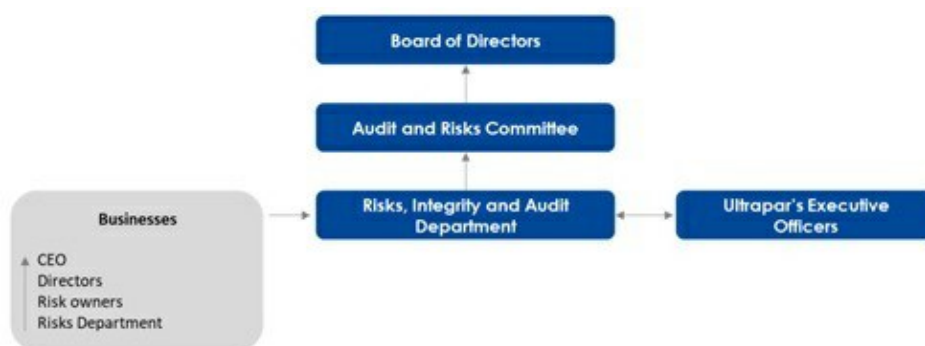 Board of Directors
Audit and Risks Committee
Risks, Integrity and Audit
Department
Ultrapar's Executive
Officers
Businesses
CEO
Directors
Risk owners
Risks Department